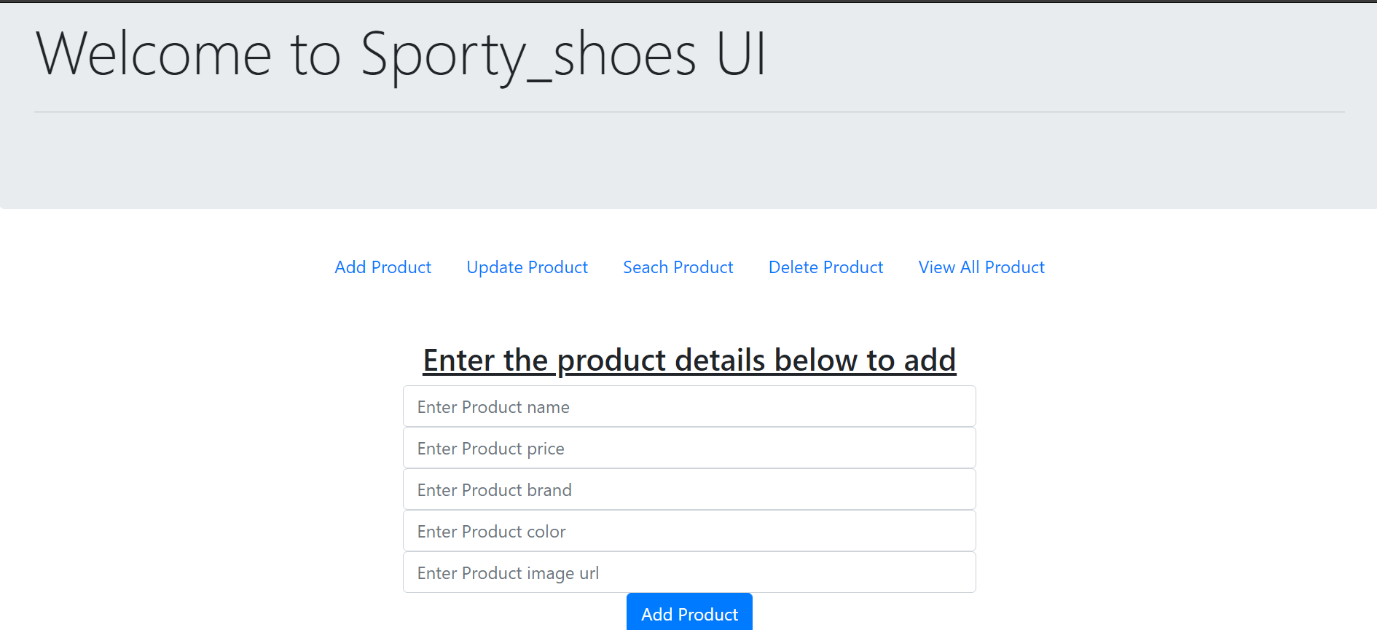 Welcome to Sporty_shoes UI
Add Product Update Product Seach Product Delete Product View All Product
Enter the product details below to add
Enter Product name
Enter Product price
Enter Product brand
Enter Product color
Enter Product image url
Add Product